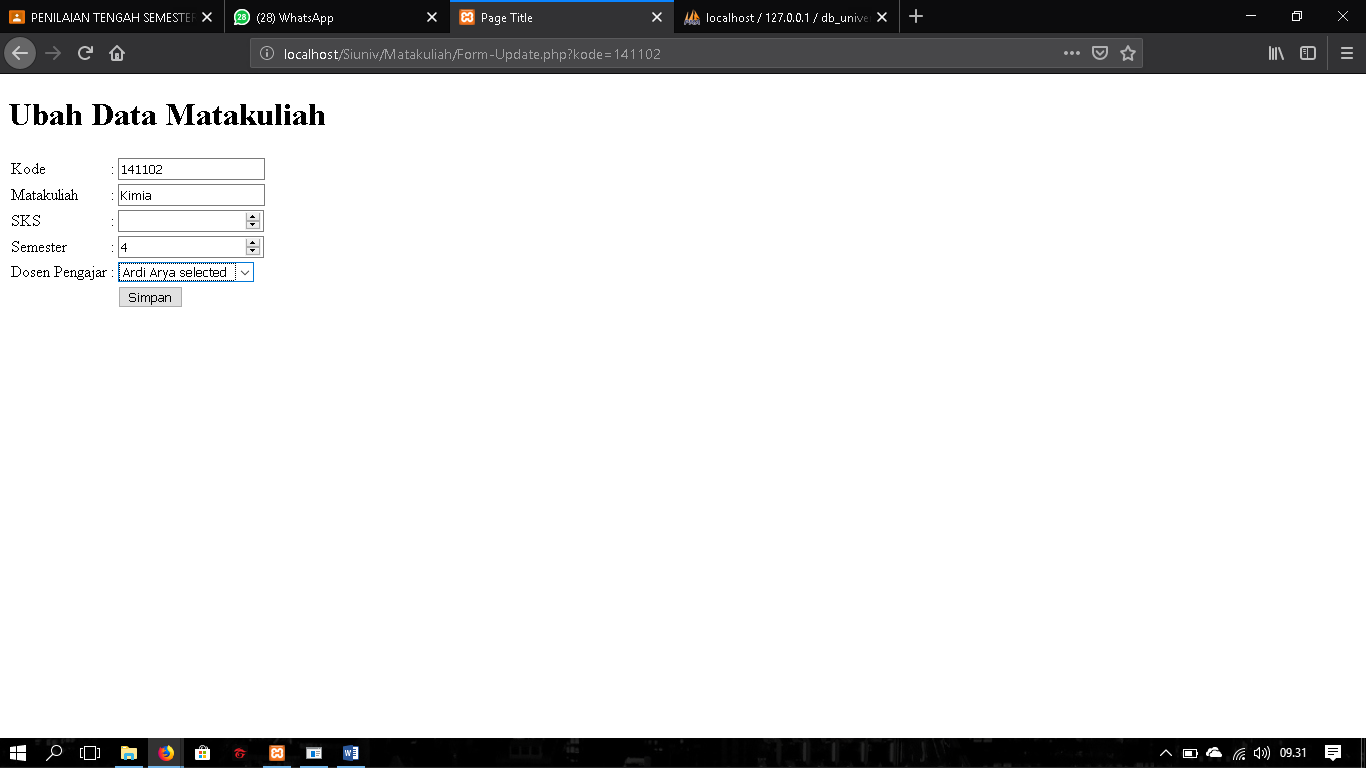 PENILAIAN TENGAH SEMESTER
28 (28) WhatsApp
Page Title
localhost / 127.0.0.1 / db_unive
localhost/Siuniv/Matakuliah/Form-Update.php?kode=141102
Ubah Data Matakuliah
Kode : 141102
Matakuliah : Kimia
SKS :
Semester : 4
Dosen Pengajar : Ardi Arya selected
Simpan
09.31